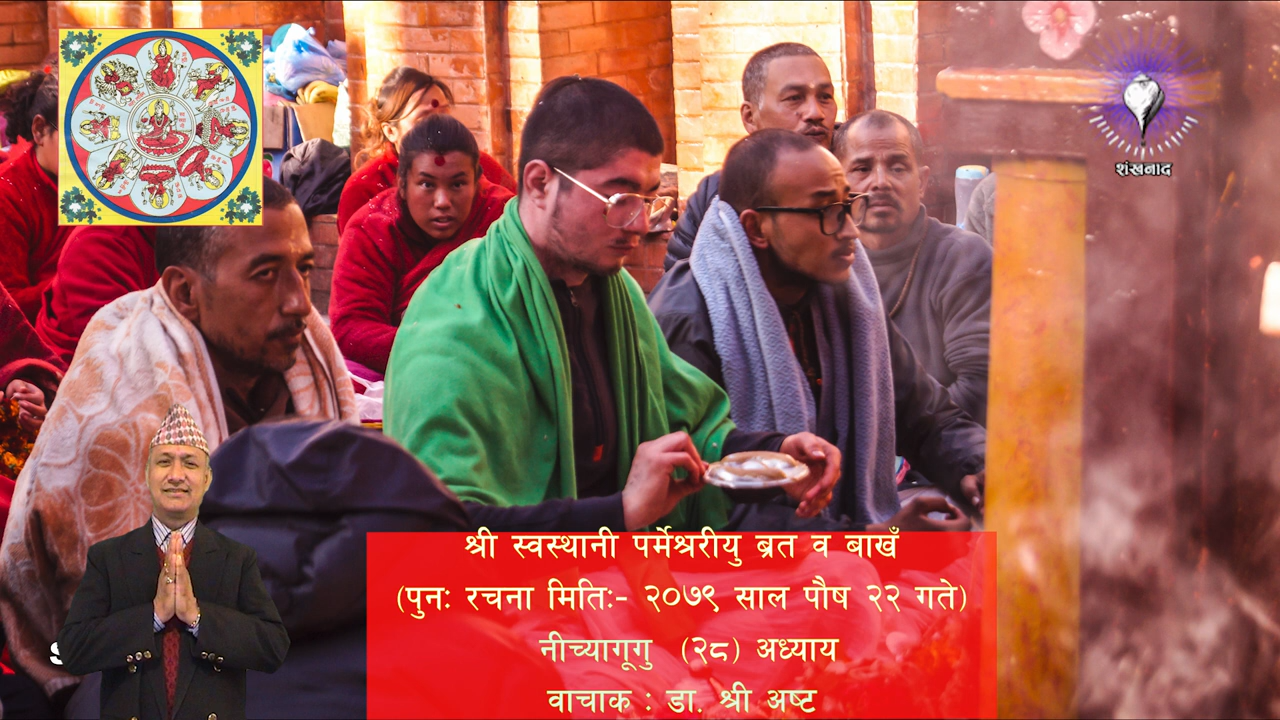 शंखनाद
श्री स्वस्थानी पर्मेश्वरीयु ब्रत व बाखँ
(पुनः रचना मितिः- २०७९ साल पौष २२ गते)
नीच्यागूगु (२८) अध्याय
वाचाक : डा. श्री अष्ट